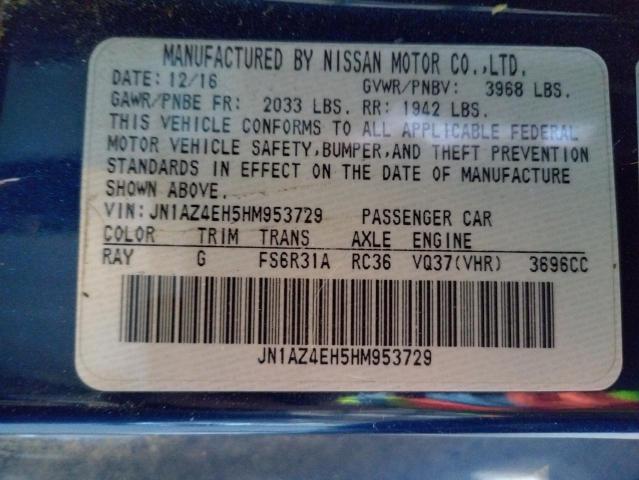 MANUFACTURED BY NISSAN MOTOR CO.,LTD.
DATE: 12/16 GVWR/PNBV: 3968 LBS.
GAWR/PNBE FR: 2033 LBS. RR: 1942 LBS.
THIS VEHICLE CONFORMS TO ALL APPLICABLE FEDERAL
MOTOR VEHICLE SAFETY,BUMPER,AND THEFT PREVENTION
STANDARDS IN EFFECT ON THE DATE OF MANUFACTURE
SHOWN ABOVE.
VIN:JN1AZ4EH5HM953729 PASSENGER CAR
COLOR TRIM TRANS AXLE ENGINE
RAY G FS6R31A RC36 VQ37(VHR) 3696CC
JN1AZ4EH5HM953729